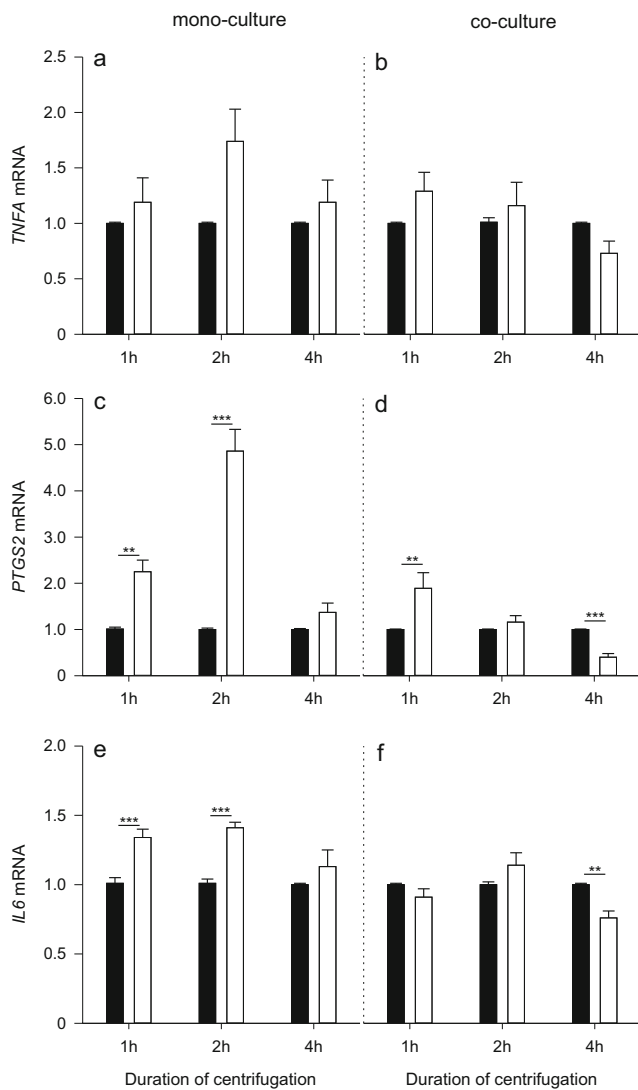 mono-culture co-culture
a b
2.5
2.0
1.5
1.0
0.5
0
TNFA mRNA
1h 2h 4h 1h 2h 4h
c d
6.0
5.0
4.0
3.0
2.0
1.0
0
PTGS2 mRNA
** *** ** ***
1h 2h 4h 1h 2h 4h
e f
2.0
1.5
1.0
0.5
0
IL6 mRNA
*** *** **
1h 2h 4h 1h 2h 4h
Duration of centrifugation Duration of centrifugation